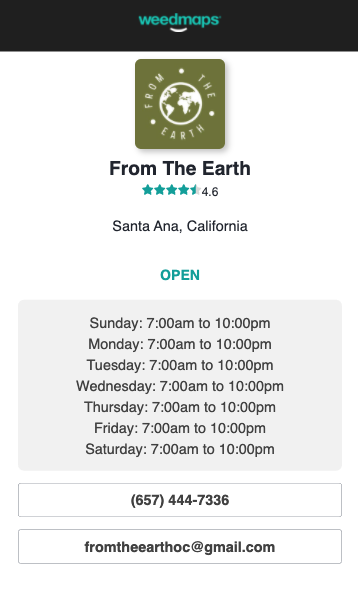 weedmaps
FROM THE EARTH
From The Earth
4.6
Santa Ana, California
OPEN
Sunday: 7:00am to 10:00pm
Monday: 7:00am to 10:00pm
Tuesday: 7:00am to 10:00pm
Wednesday: 7:00am to 10:00pm
Thursday: 7:00am to 10:00pm
Friday: 7:00am to 10:00pm
Saturday: 7:00am to 10:00pm
(657) 444-7336
fromtheearthoc@gmail.com